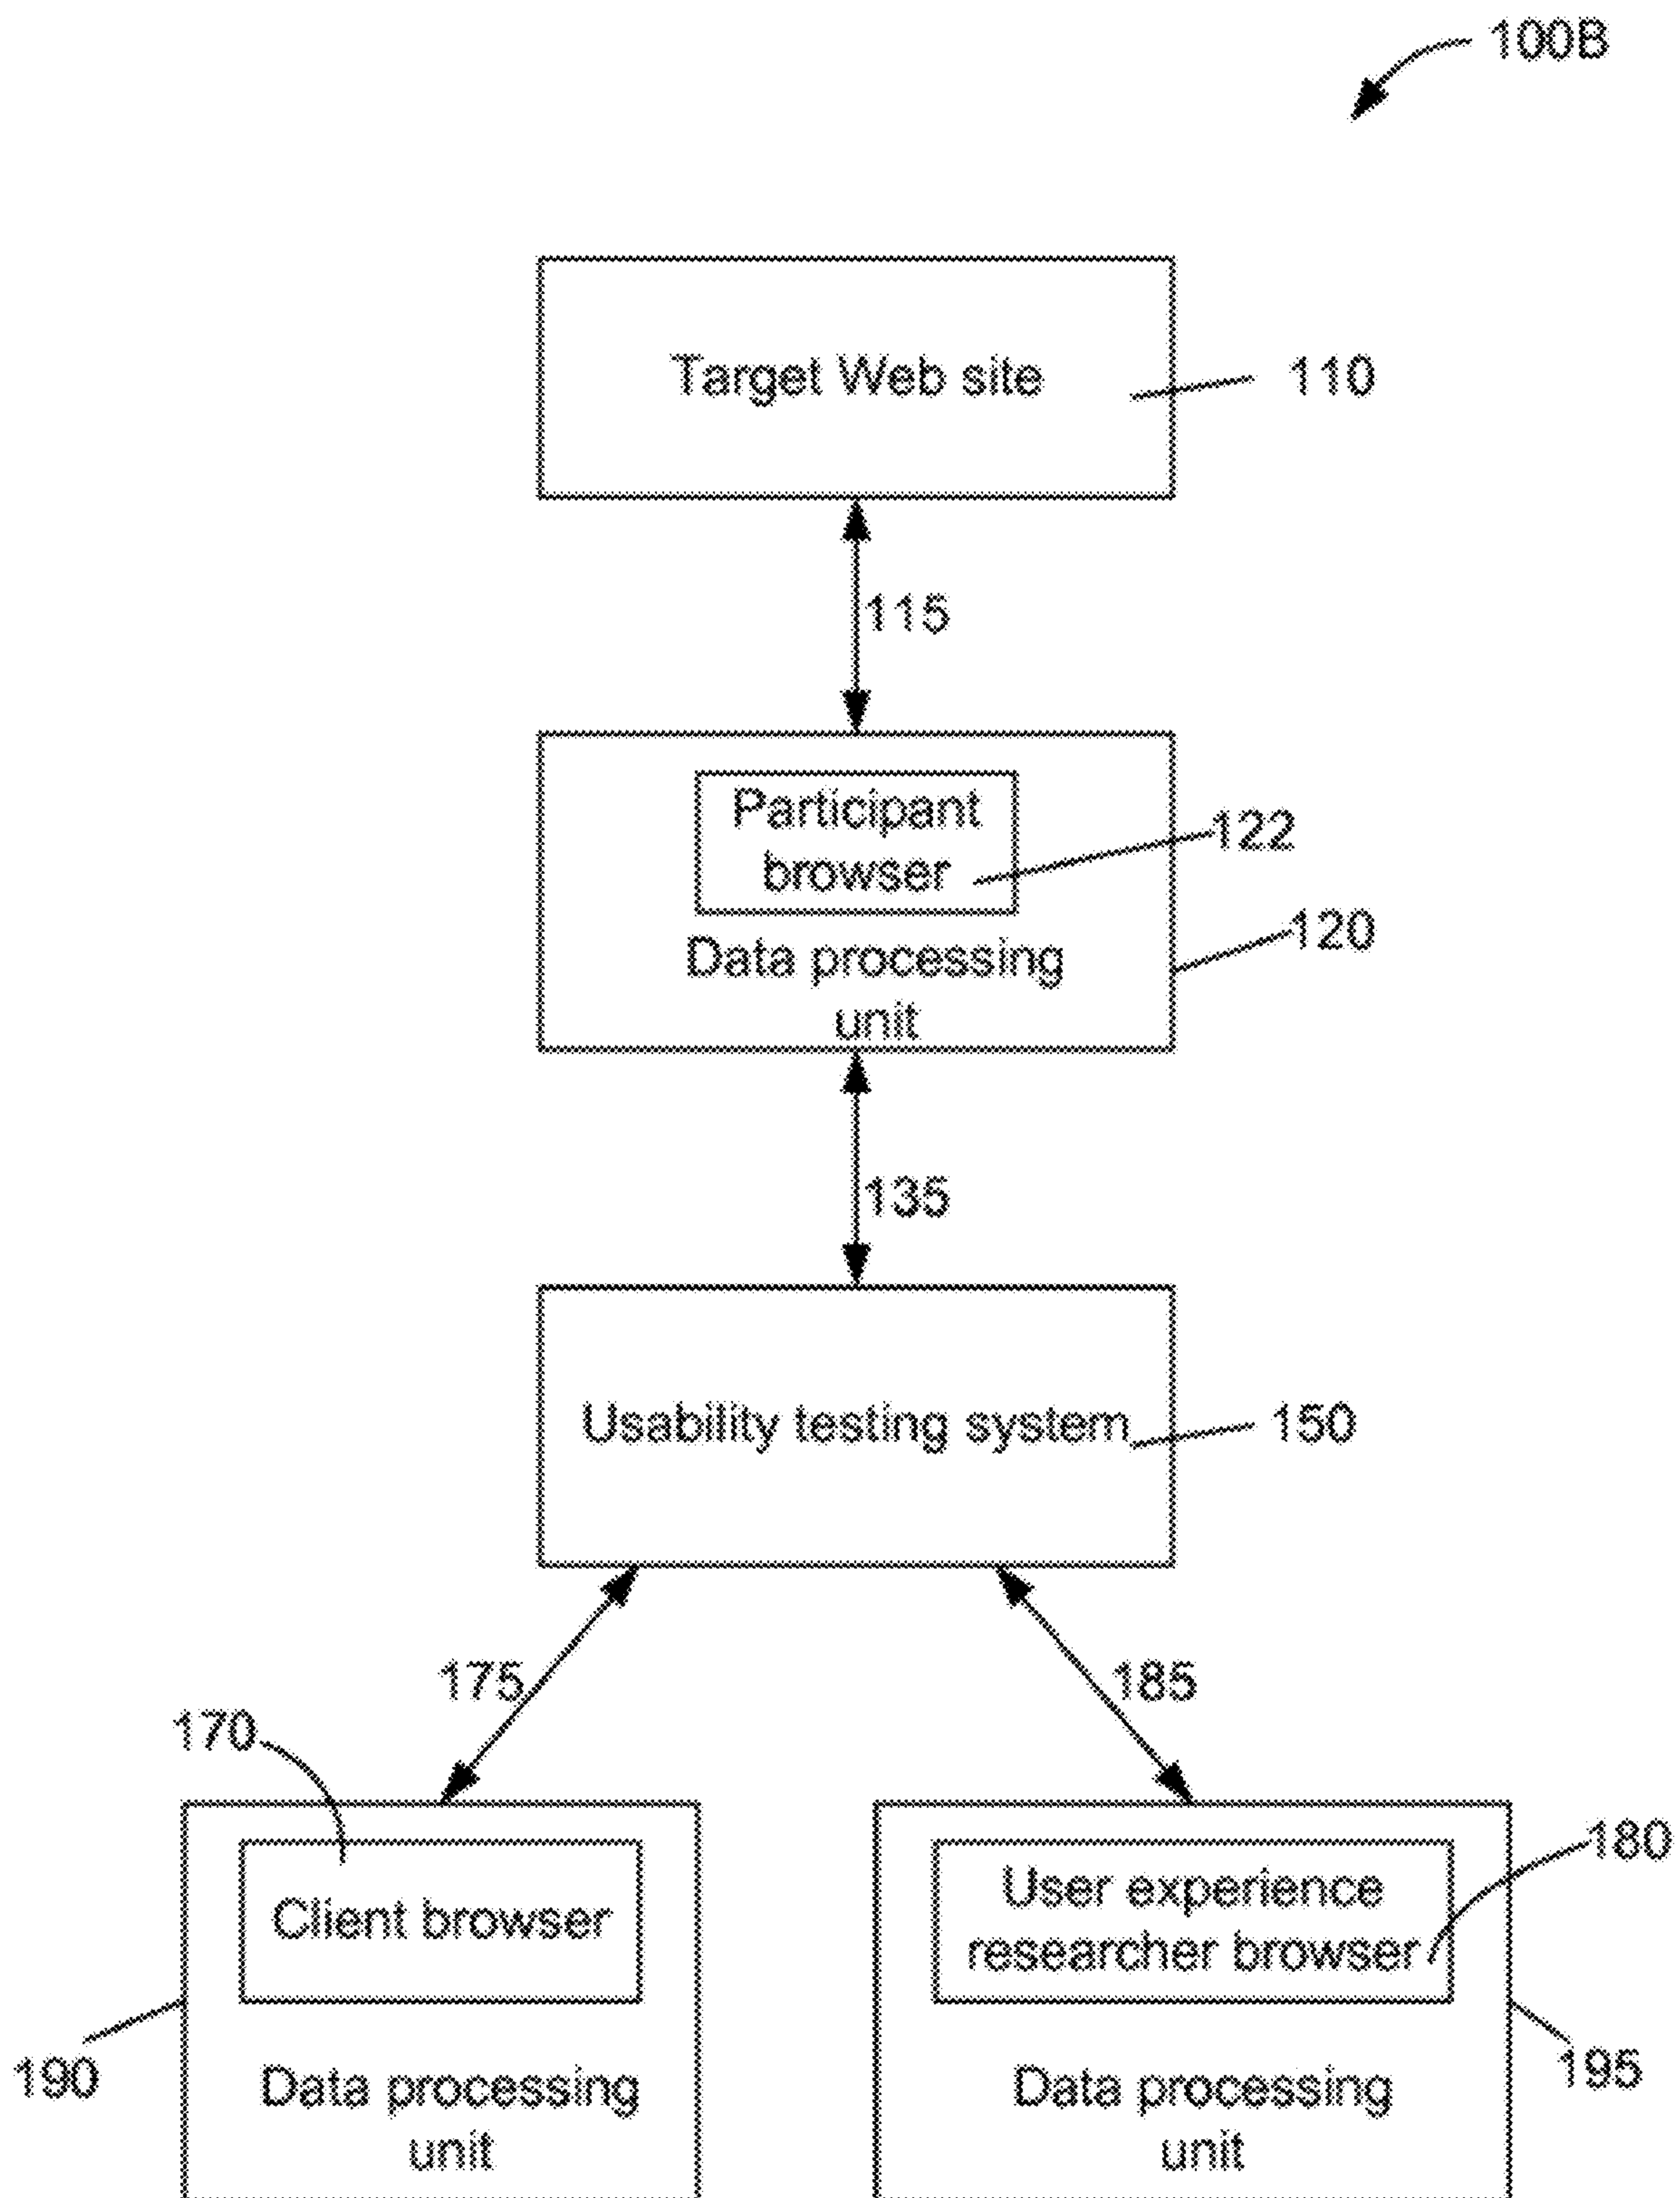 100B
Target Web site
110
115
Participant
browser
122
Data processing
unit
120
135
Usability testing system
150
175
185
170
Client browser
User experience
researcher browser
180
190
Data processing
unit
Data processing
unit
195